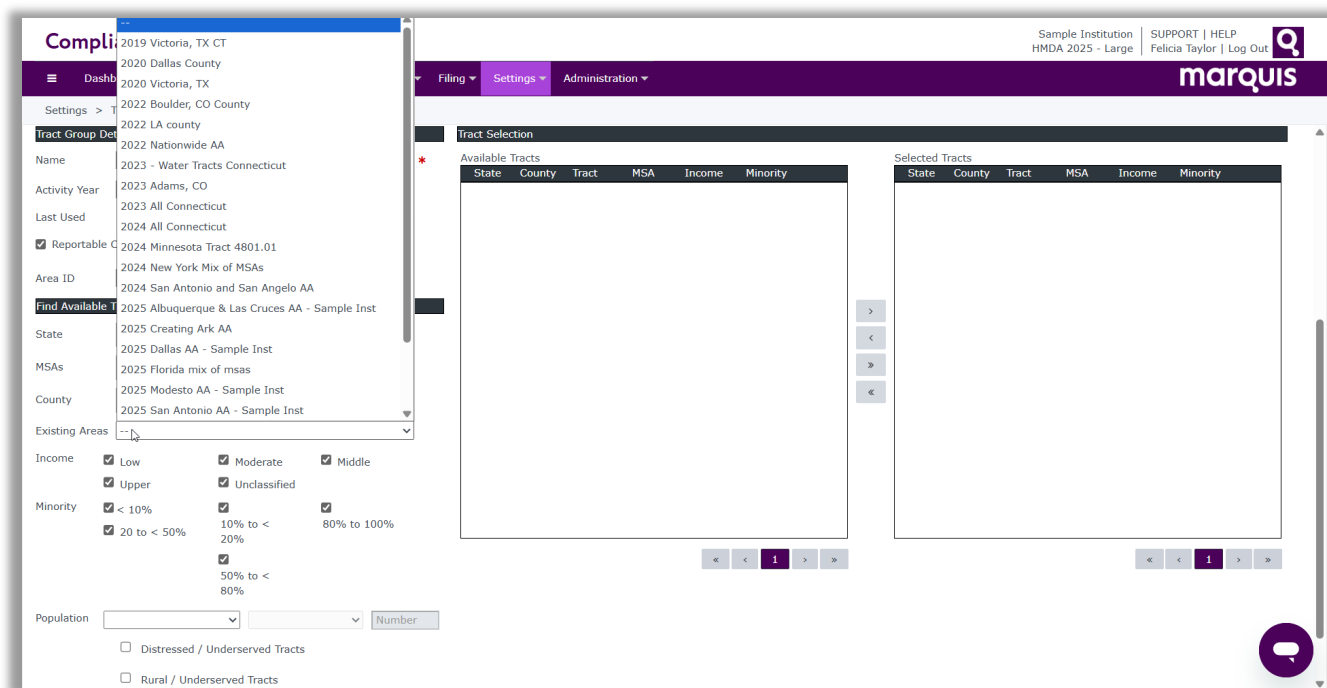 Compli
Sample Institution
HMDA 2025 - Large
SUPPORT | HELP
Felicia Taylor | Log Out
Dashb
Filing
Settings
Administration
marquis
Settings >
--
2019 Victoria, TX CT
2020 Dallas County
2020 Victoria, TX
2022 Boulder, CO County
2022 LA county
2022 Nationwide AA
2023 - Water Tracts Connecticut
2023 Adams, CO
2023 All Connecticut
2024 All Connecticut
2024 Minnesota Tract 4801.01
2024 New York Mix of MSAs
2024 San Antonio and San Angelo AA
2025 Albuquerque & Las Cruces AA - Sample Inst
2025 Creating Ark AA
2025 Dallas AA - Sample Inst
2025 Florida mix of msas
2025 Modesto AA - Sample Inst
2025 San Antonio AA - Sample Inst
Tract Group Det
Name
*
Activity Year
Last Used
Reportable C
Area ID
Find Available T
State
MSAs
County
Existing Areas --
Income
Low
Moderate
Middle
Upper
Unclassified
Minority
< 10%
10% to <
20%
80% to 100%
20 to < 50%
50% to <
80%
Population
Number
Distressed / Underserved Tracts
Rural / Underserved Tracts
Tract Selection
Available Tracts
State County Tract MSA Income Minority
« ‹ 1 › »
›
‹
»
«
Selected Tracts
State County Tract MSA Income Minority
« ‹ 1 › »